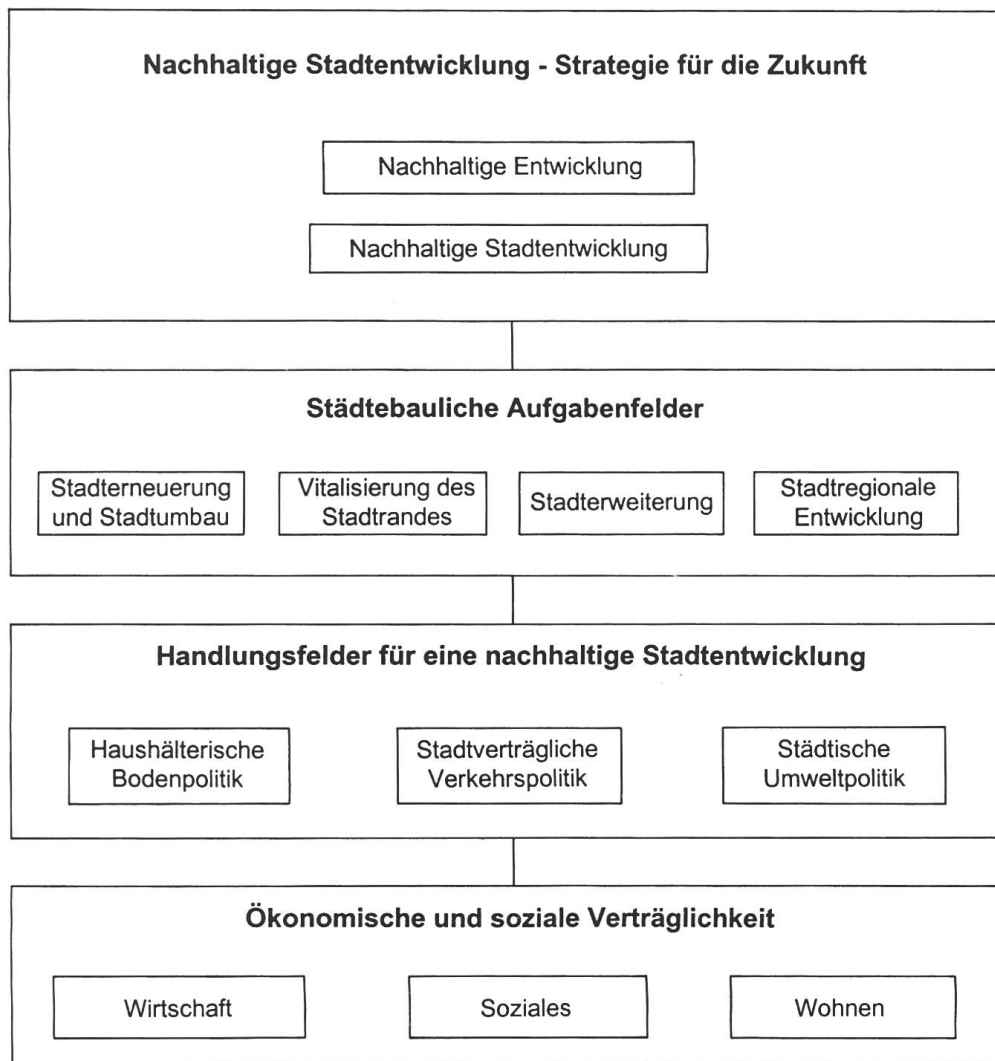 Nachhaltige Stadtentwicklung - Strategie für die Zukunft
Nachhaltige Entwicklung
Nachhaltige Stadtentwicklung
Städtebauliche Aufgabenfelder
Stadterneuerung
und Stadtumbau
Vitalisierung des
Stadtrandes
Stadterweiterung
Stadtregionale
Entwicklung
Handlungsfelder für eine nachhaltige Stadtentwicklung
Haushälterische
Bodenpolitik
Stadtverträgliche
Verkehrspolitik
Städtische
Umweltpolitik
Ökonomische und soziale Verträglichkeit
Wirtschaft
Soziales
Wohnen